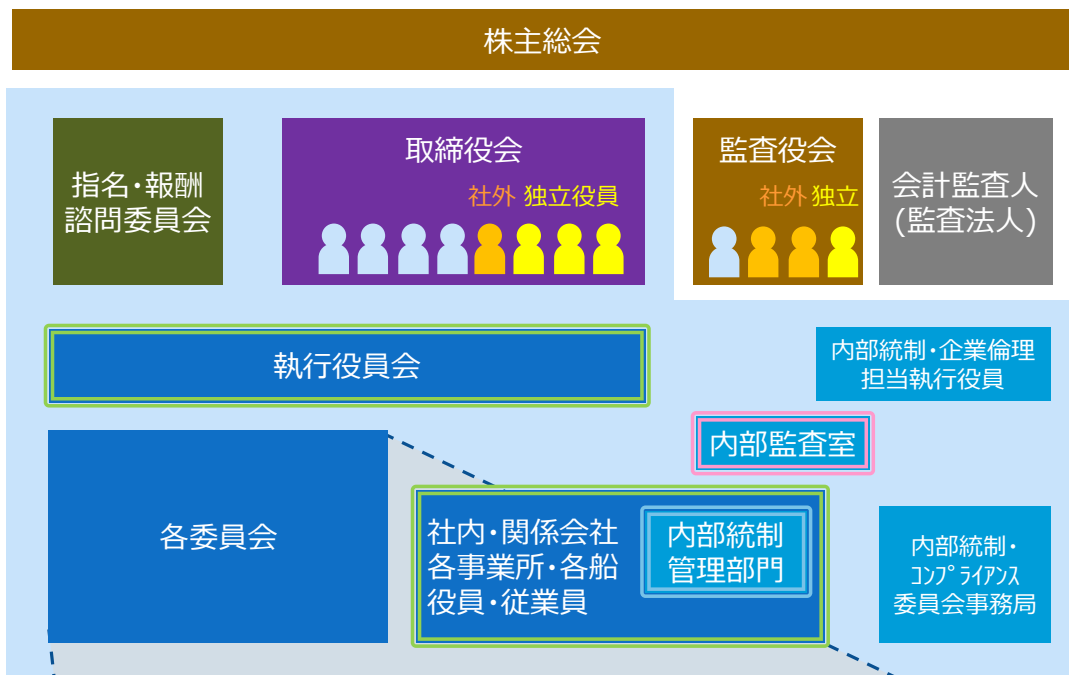 株主総会
指名・報酬
諮問委員会
取締役会
社外 独立役員
監査役会
社外 独立
会計監査人
(監査法人)
執行役員会
内部統制・企業倫理
担当執行役員
内部監査室
各委員会
社内・関係会社
各事業所・各船
役員・従業員
内部統制
管理部門
内部統制・
ｺﾝﾌﾟﾗｲｱﾝｽ
委員会事務局